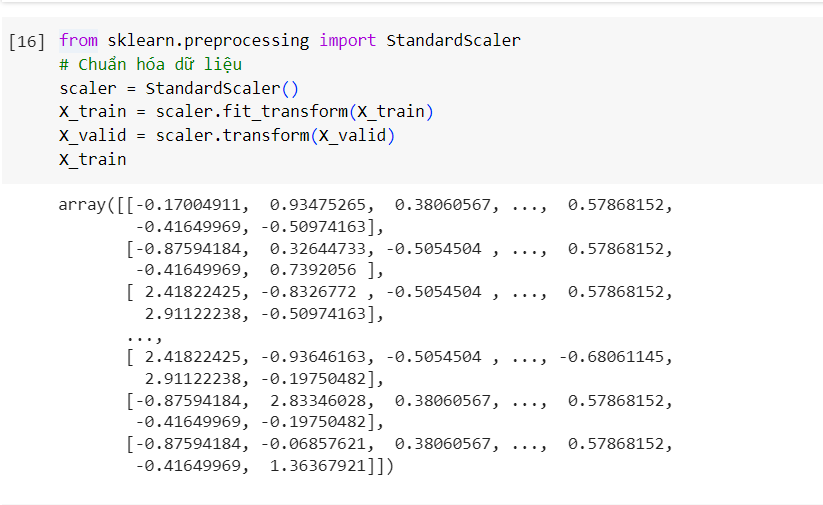 [16] from sklearn.preprocessing import StandardScaler
# Chuẩn hóa dữ liệu
scaler = StandardScaler()
X_train = scaler.fit_transform(X_train)
X_valid = scaler.transform(X_valid)
X_train
array([[-0.17004911,  0.93475265,  0.38060567, ...,  0.57868152,
        -0.41649969, -0.50974163],
       [-0.87594184,  0.32644733, -0.5054504 , ...,  0.57868152,
        -0.41649969,  0.7392056 ],
       [ 2.41822425, -0.8326772 , -0.5054504 , ...,  0.57868152,
         2.91122238, -0.50974163],
       ...,
       [ 2.41822425, -0.93646163, -0.5054504 , ..., -0.68061145,
         2.91122238, -0.19750482],
       [-0.87594184,  2.83346028,  0.38060567, ...,  0.57868152,
        -0.41649969, -0.19750482],
       [-0.87594184, -0.06857621,  0.38060567, ...,  0.57868152,
        -0.41649969,  1.36367921]])